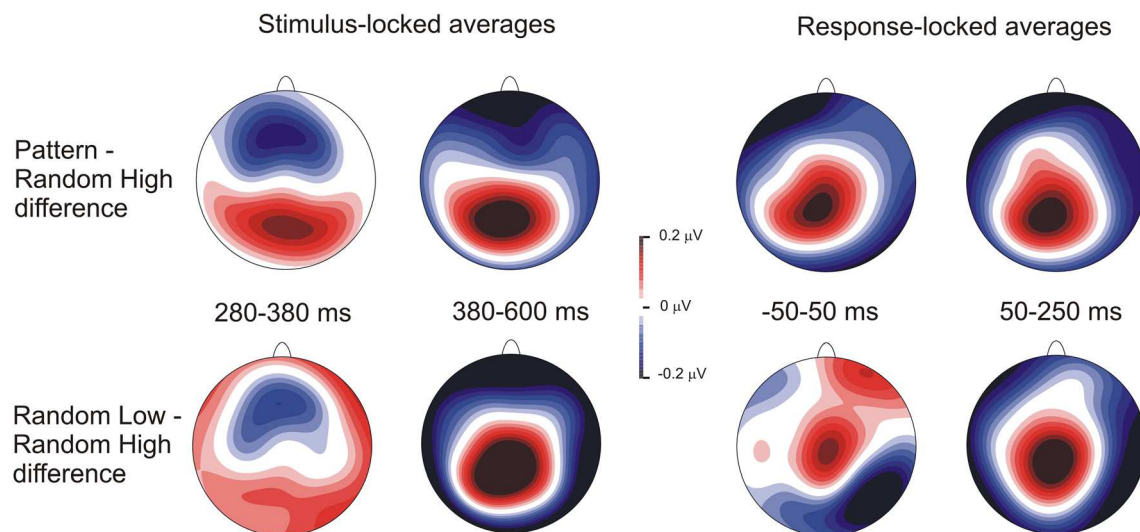 Stimulus-locked averages
Response-locked averages
Pattern -
Random High
difference
0.2 µV
0 µV
-0.2 µV
280-380 ms
380-600 ms
-50-50 ms
50-250 ms
Random Low -
Random High
difference